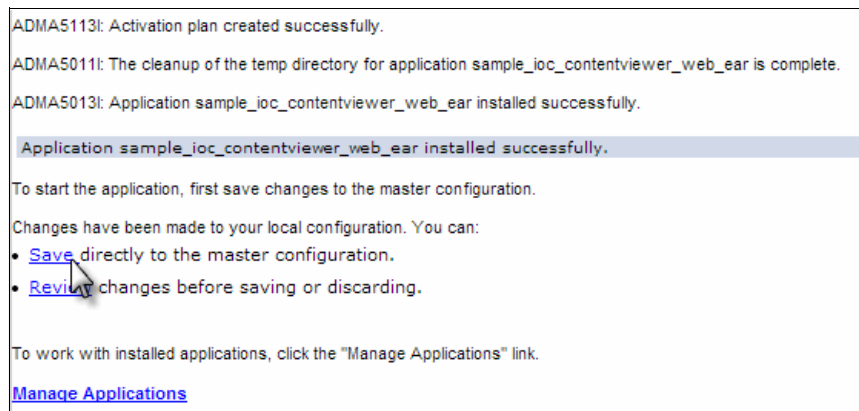 ADMA5113I: Activation plan created successfully.
ADMA5011I: The cleanup of the temp directory for application sample_ioc_contentviewer_web_ear is complete.
ADMA5013I: Application sample_ioc_contentviewer_web_ear installed successfully.
Application sample_ioc_contentviewer_web_ear installed successfully.
To start the application, first save changes to the master configuration.
Changes have been made to your local configuration. You can:
• Save directly to the master configuration.
• Review changes before saving or discarding.
To work with installed applications, click the "Manage Applications" link.
Manage Applications